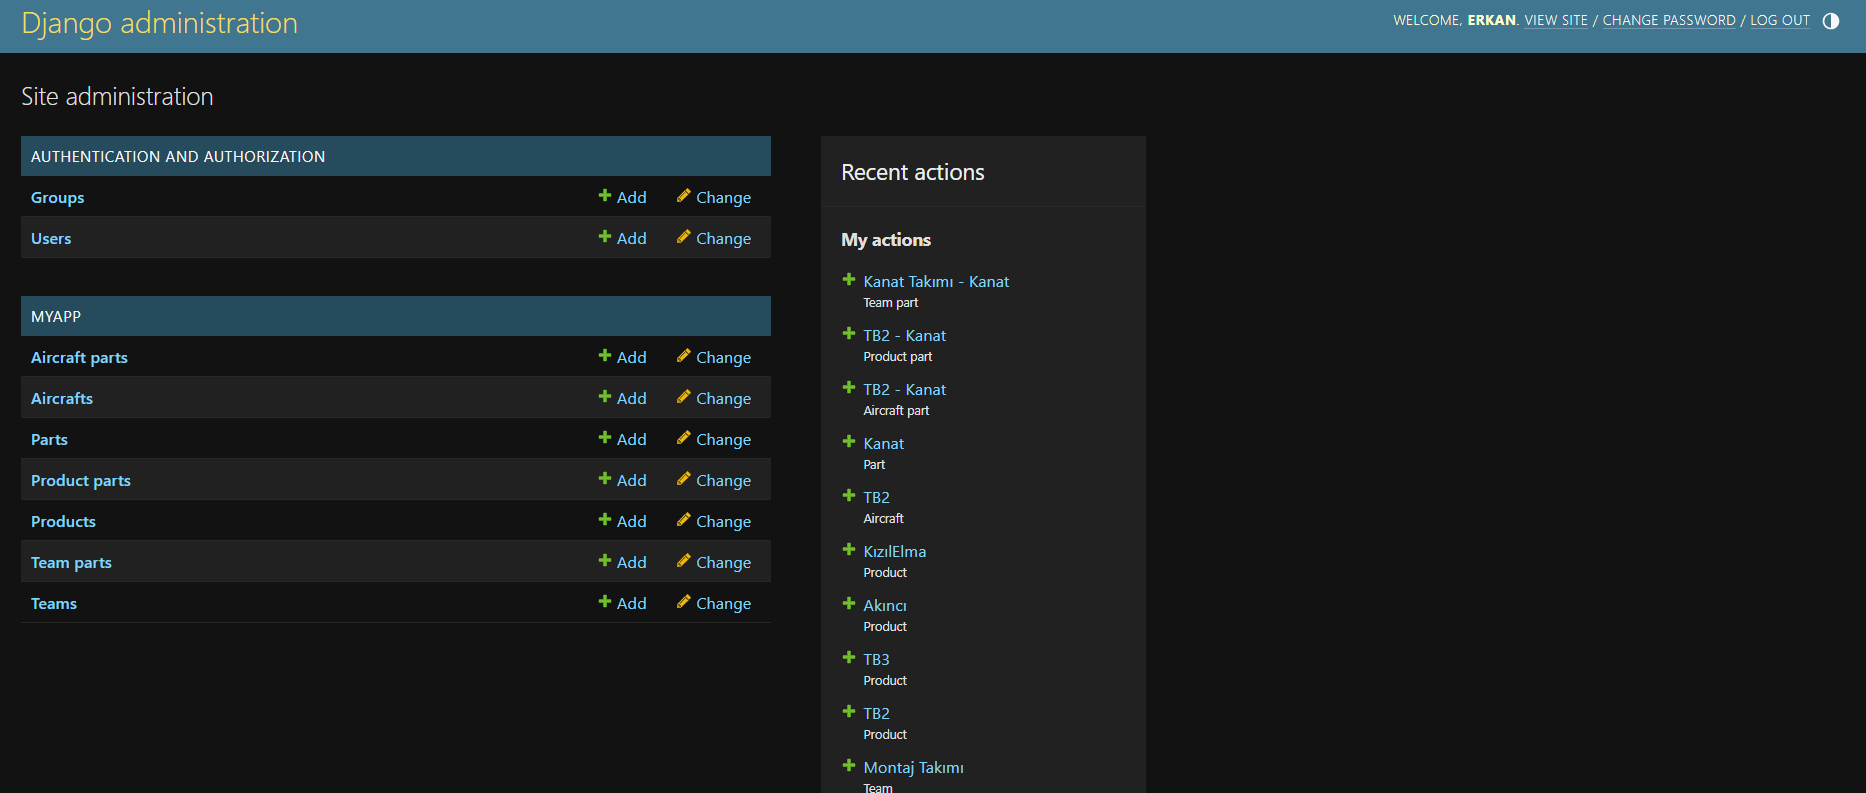 Django administration
WELCOME, ERKAN. VIEW SITE / CHANGE PASSWORD / LOG OUT
Site administration
AUTHENTICATION AND AUTHORIZATION
Groups Add Change
Users Add Change
MYAPP
Aircraft parts Add Change
Aircrafts Add Change
Parts Add Change
Product parts Add Change
Products Add Change
Team parts Add Change
Teams Add Change
Recent actions
My actions
Kanat Takımı - Kanat
Team part
TB2 - Kanat
Product part
TB2 - Kanat
Aircraft part
Kanat
Part
TB2
Aircraft
KızılElma
Product
Akıncı
Product
TB3
Product
TB2
Product
Montaj Takımı
Team